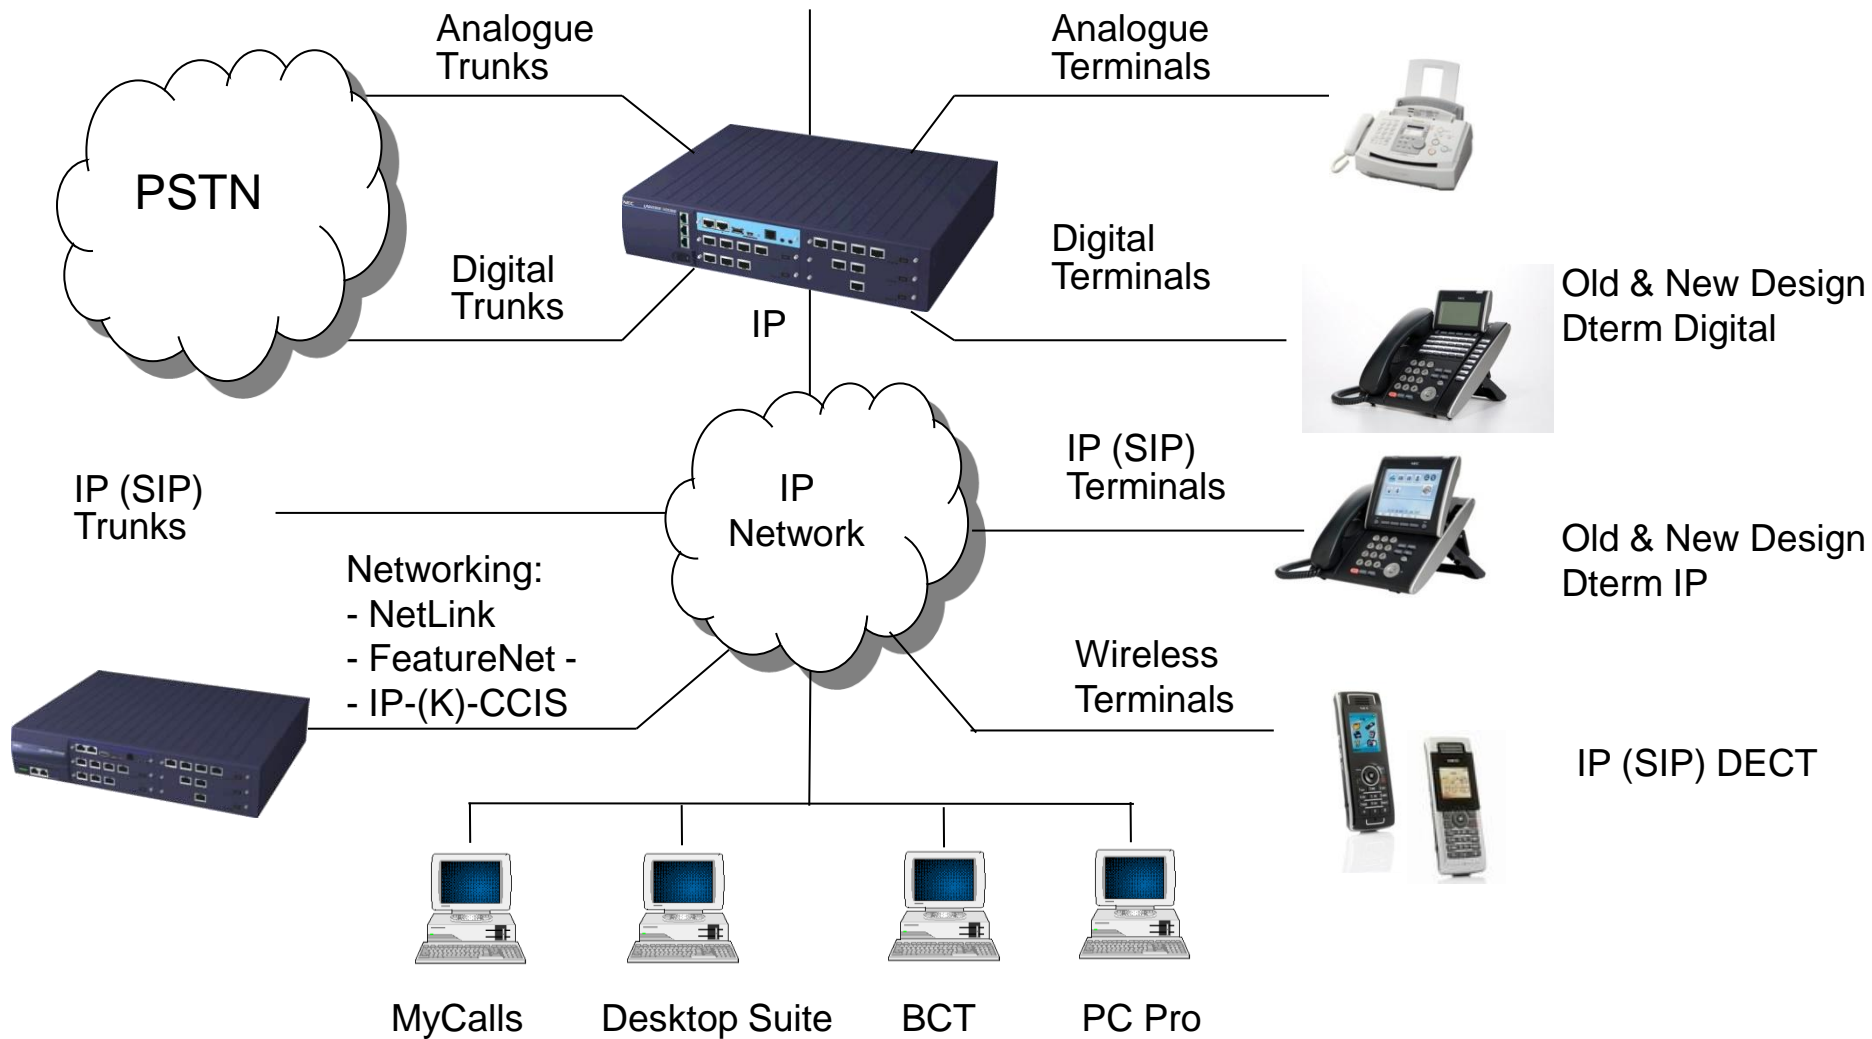 Analogue
Trunks
Analogue
Terminals
PSTN
Digital
Trunks
IP
Digital
Terminals
Old & New Design
Dterm Digital
IP (SIP)
Trunks
IP
Network
IP (SIP)
Terminals
Old & New Design
Dterm IP
Networking:
- NetLink
- FeatureNet -
- IP-(K)-CCIS
Wireless
Terminals
IP (SIP) DECT
MyCalls
Desktop Suite
BCT
PC Pro